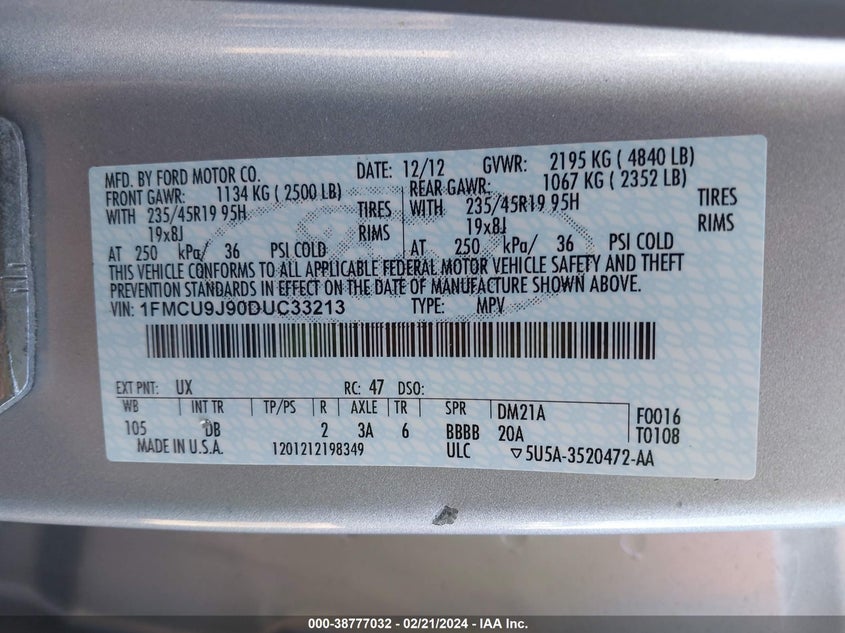 MFD. BY FORD MOTOR CO. DATE: 12/12 GVWR: 2195 KG ( 4840 LB)
FRONT GAWR: 1134 KG ( 2500 LB) REAR GAWR: 1067 KG ( 2352 LB)
WITH 235/45R19 95H TIRES WITH 235/45R19 95H TIRES
19x8J RIMS 19x8J RIMS
AT 250 kPa/ 36 PSI COLD AT 250 kPa/ 36 PSI COLD
THIS VEHICLE CONFORMS TO ALL APPLICABLE FEDERAL MOTOR VEHICLE SAFETY AND THEFT
PREVENTION STANDARDS IN EFFECT ON THE DATE OF MANUFACTURE SHOWN ABOVE.
VIN: 1FMCU9J90DUC33213 TYPE: MPV
EXT PNT: UX RC: 47 DSO:
WB INT TR TP/PS R AXLE TR SPR DM21A F0016
105 DB 2 3A 6 BBBB 20A T0108
MADE IN U.S.A. 1201212198349 ULC ▽5U5A-3520472-AA
000-38777032 - 02/21/2024 - IAA Inc.